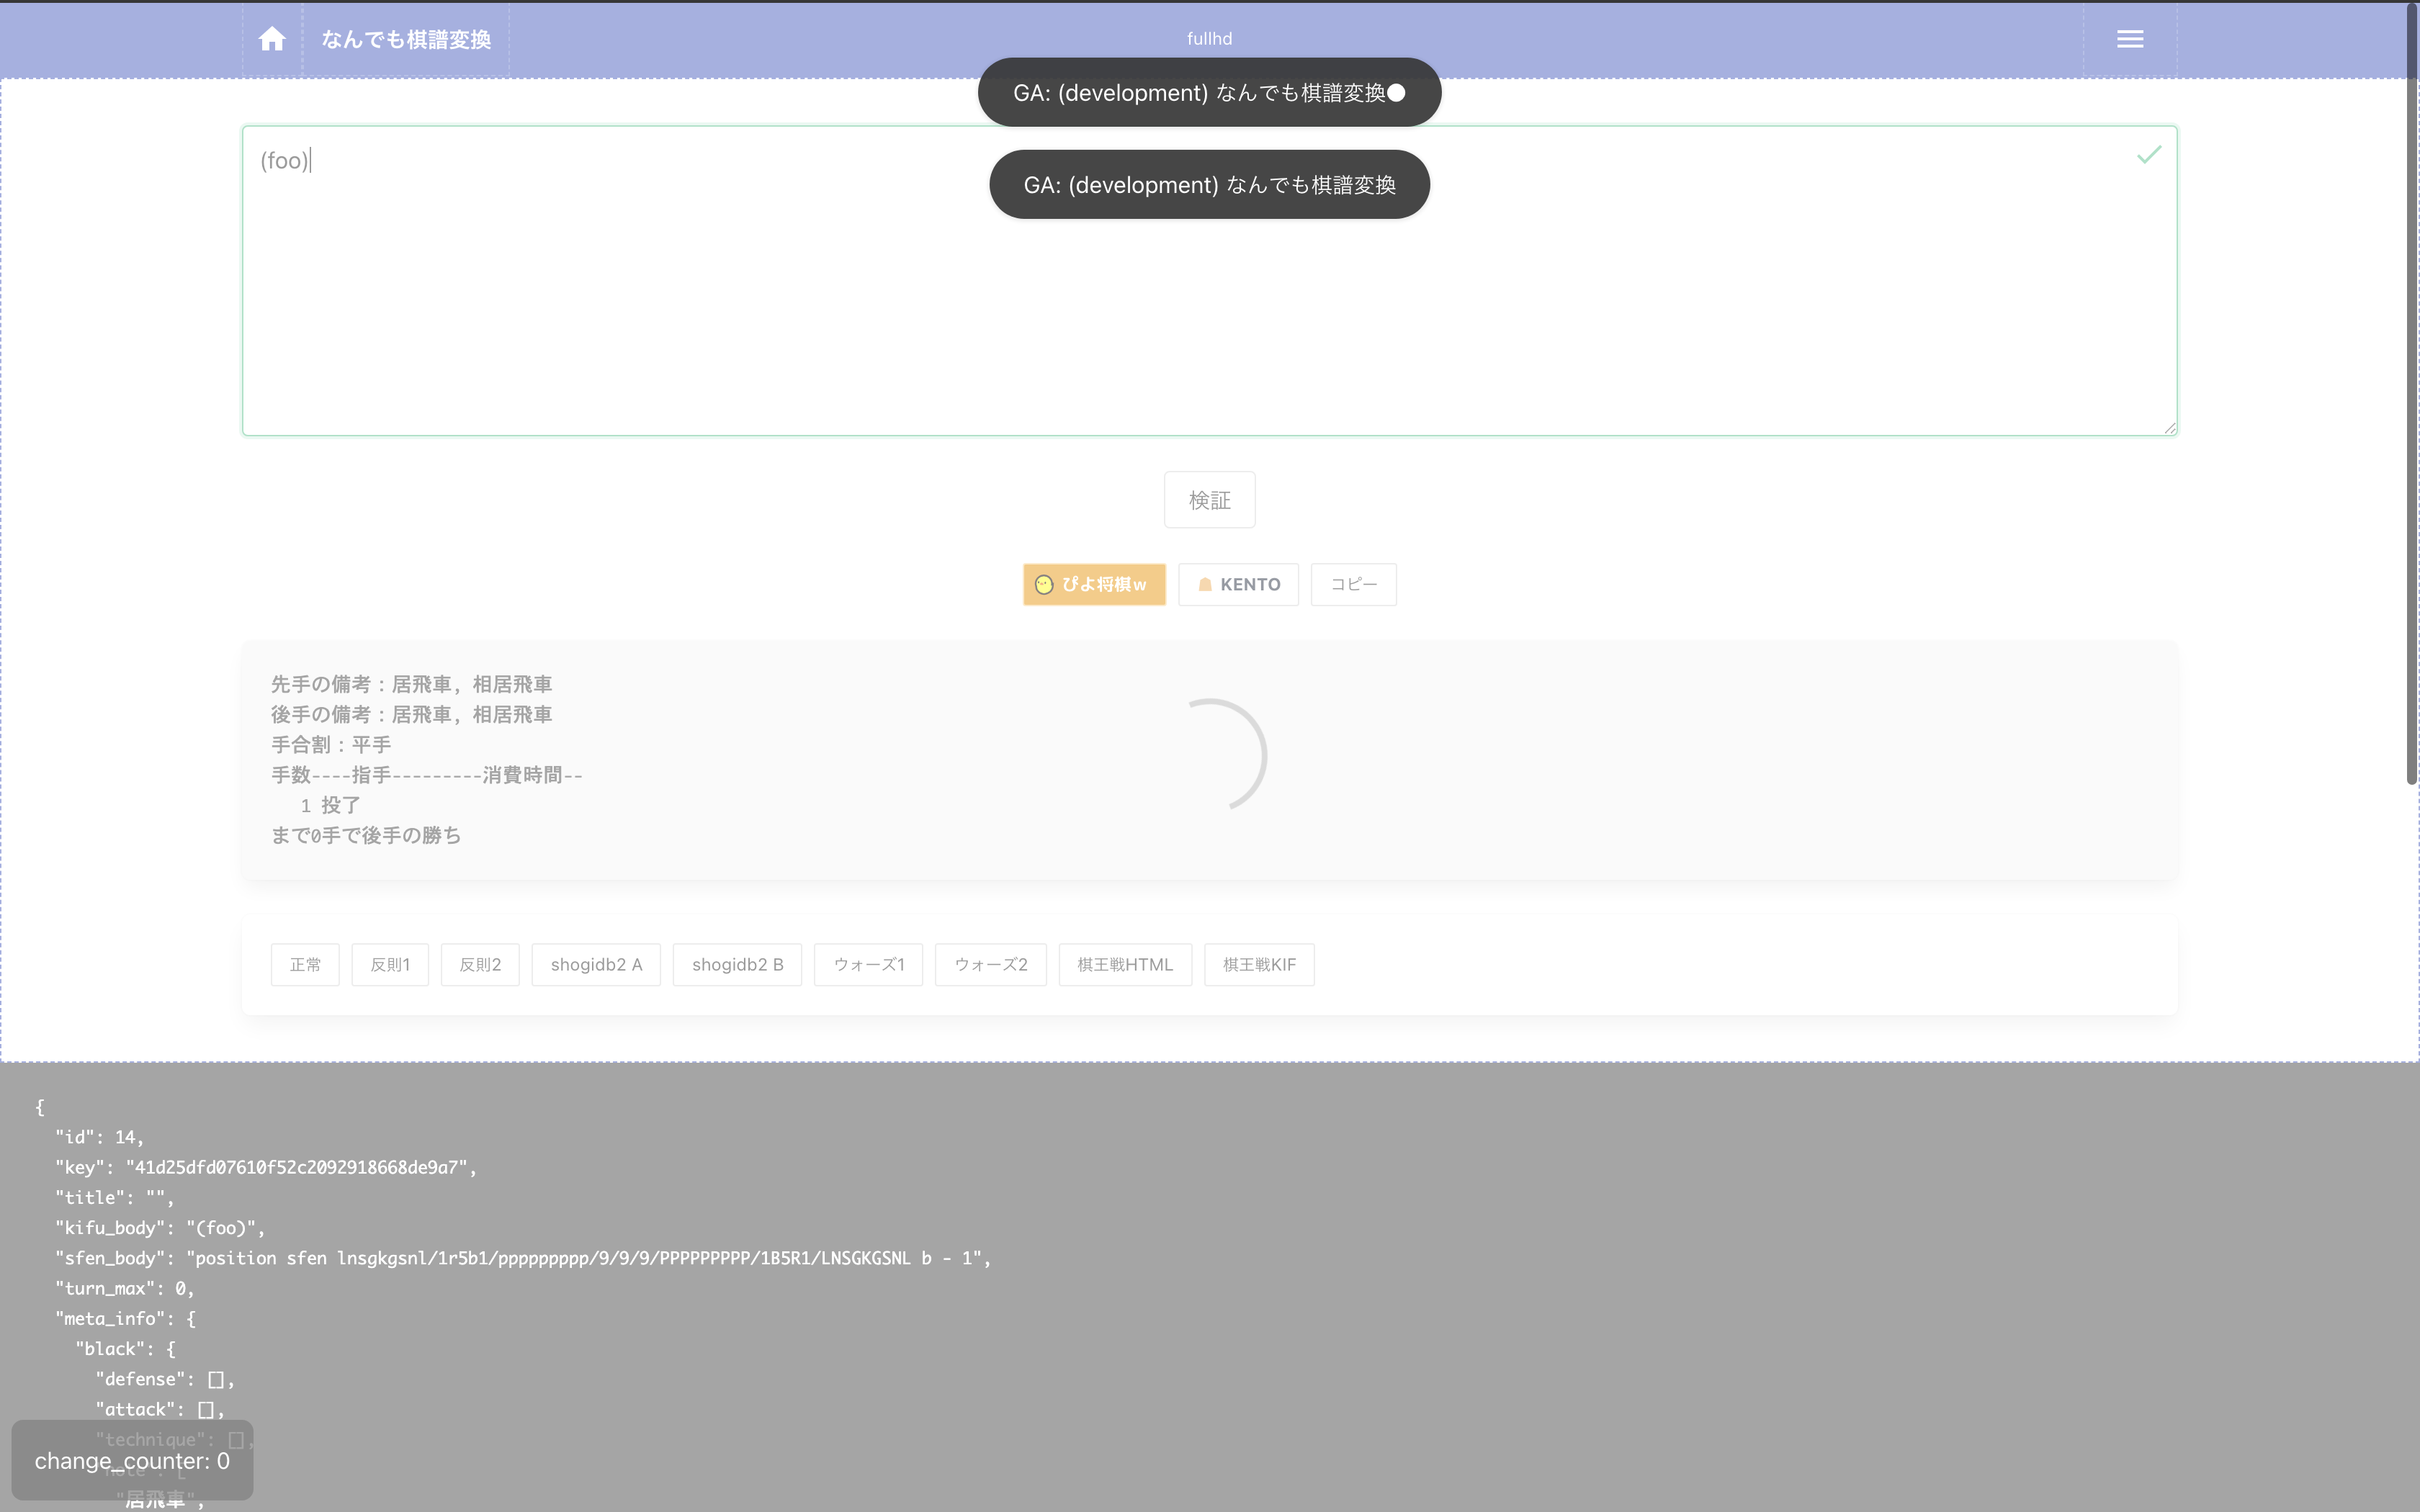 なんでも棋譜変換
fullhd
GA: (development) なんでも棋譜変換
(foo)
GA: (development) なんでも棋譜変換
検証
ぴよ将棋w
KENTO
コピー
先手の備考：居飛車, 相居飛車
後手の備考：居飛車, 相居飛車
手合割：平手
手数----指手---------消費時間--
1 投了
まで0手で後手の勝ち
正常
反則1
反則2
shogidb2 A
shogidb2 B
ウォーズ1
ウォーズ2
棋王戦HTML
棋王戦KIF
{
"id": 14,
"key": "41d25dfd07610f52c2092918668de9a7",
"title": "",
"kifu_body": "(foo)",
"sfen_body": "position sfen lnsgkgsnl/1r5b1/ppppppppp/9/9/9/PPPPPPPPP/1B5R1/LNSGKGSNL b - 1",
"turn_max": 0,
"meta_info": {
"black": {
"defense": [],
"attack": [],
"technique": [],
"note": [
change_counter: 0
"居飛車",